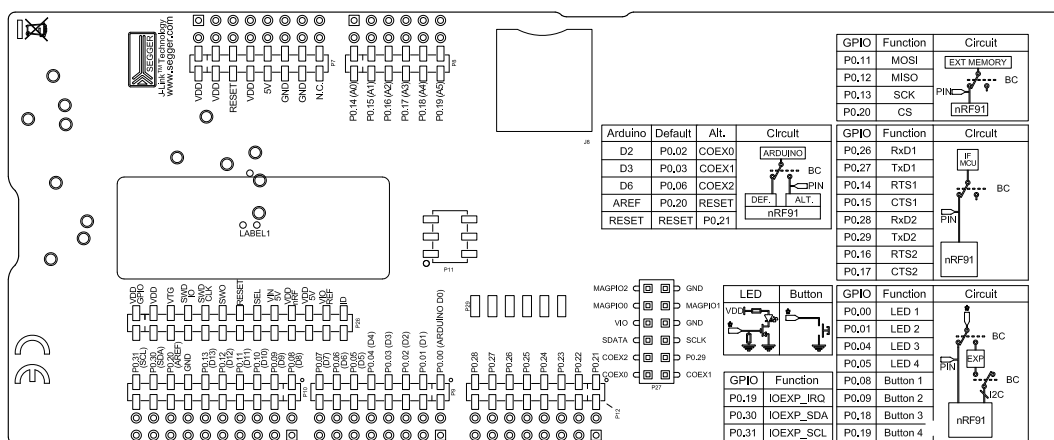 SEGGER
J-Link™ Technology
www.segger.com
VDD
VDD
RESET
VDD
5V
GND
GND
N.C.
P7
P0.14 (A0)
P0.15 (A1)
P0.16 (A2)
P0.17 (A3)
P0.18 (A4)
P0.19 (A5)
P8
J8
GPIO Function Circuit
P0.11 MOSI
P0.12 MISO
P0.13 SCK
P0.20 CS
EXT MEMORY
BC
PIN
nRF91
Arduino Default Alt. Circuit
D2 P0.02 COEX0
D3 P0.03 COEX1
D6 P0.06 COEX2
AREF P0.20 RESET
RESET RESET P0.21
ARDUINO
BC
PIN
DEF. ALT.
nRF91
GPIO Function Circuit
P0.26 RxD1
P0.27 TxD1
P0.14 RTS1
P0.15 CTS1
P0.28 RxD2
P0.29 TxD2
P0.16 RTS2
P0.17 CTS2
IF
MCU
BC
PIN
nRF91
LABEL1
P11
VDD
GPIO
VDD
VTG
SWD
IO
SWD
CLK
SWO
RESET
SEL
VIN
5V
VDD
nRF
VDD
5V
VIO
REF
ID
P28
P29
MAGPIO2 GND
MAGPIO0 MAGPIO1
VIO GND
SDATA SCLK
COEX2 P0.29
COEX0 COEX1
P27
LED Button
VDD
GPIO Function
P0.19 IOEXP_IRQ
P0.30 IOEXP_SDA
P0.31 IOEXP_SCL
GPIO Function Circuit
P0.00 LED 1
P0.01 LED 2
P0.04 LED 3
P0.05 LED 4
P0.08 Button 1
P0.09 Button 2
P0.18 Button 3
P0.19 Button 4
PIN
EXP
BC
I2C
nRF91
P0.31
(SCL)
P0.30
(SDA)
P0.20
(AREF)
GND
P0.13
(D13)
P0.12
(D12)
P0.11
(D11)
P0.10
(D10)
P0.09
(D9)
P0.08
(D8)
P10
P0.07
(D7)
P0.06
(D6)
P0.05
(D5)
P0.04 (D4)
P0.03 (D3)
P0.02 (D2)
P0.01 (D1)
P0.00 (ARDUINO D0)
P9
P0.28
P0.27
P0.26
P0.25
P0.24
P0.23
P0.22
P0.21
P12